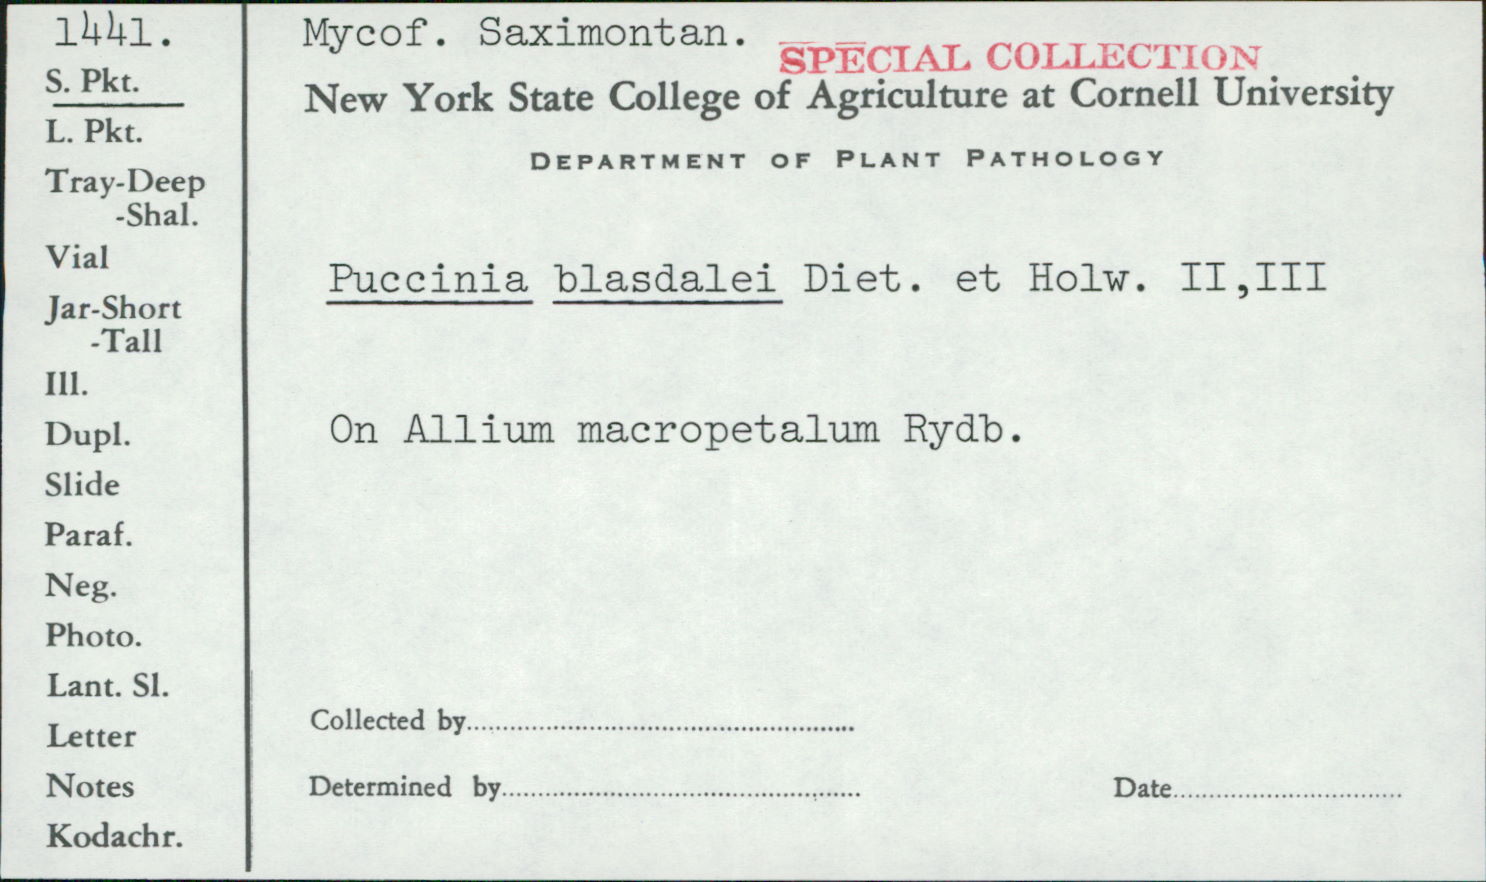 1441.
S. Pkt.
L. Pkt.
Tray-Deep
-Shal.
Vial
Jar-Short
-Tall
Ill.
Dupl.
Slide
Paraf.
Neg.
Photo.
Lant. Sl.
Letter
Notes
Kodachr.
Mycof. Saximontan.
SPECIAL COLLECTION
New York State College of Agriculture at Cornell University
DEPARTMENT OF PLANT PATHOLOGY
Puccinia blasdalei Diet. et Holw. II,III
On Allium macropetalum Rydb.
Collected by
Determined by
Date